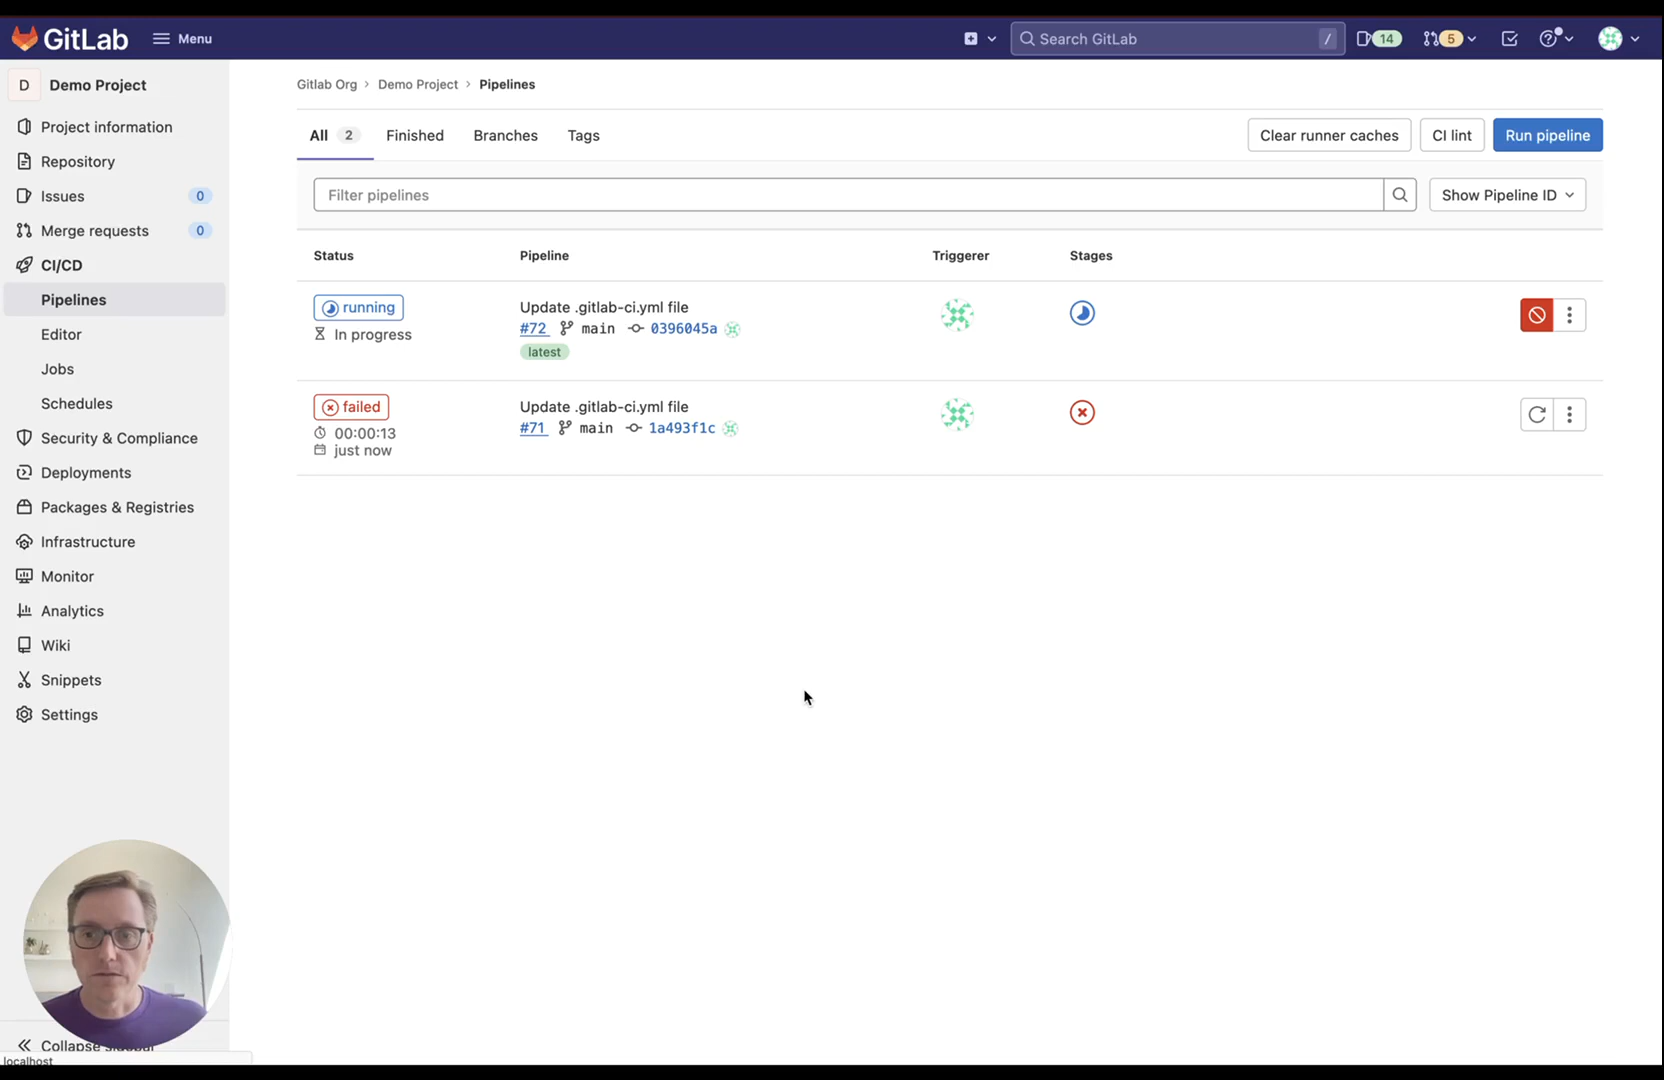 GitLab Menu Search GitLab / 14 5
D Demo Project
Project information
Repository
Issues 0
Merge requests 0
CI/CD
Pipelines
Editor
Jobs
Schedules
Security & Compliance
Deployments
Packages & Registries
Infrastructure
Monitor
Analytics
Wiki
Snippets
Settings
Collapse sidebar
localhost
Gitlab Org › Demo Project › Pipelines
All 2 Finished Branches Tags Clear runner caches CI lint Run pipeline
Filter pipelines Show Pipeline ID
Status Pipeline Triggerer Stages
running Update .gitlab-ci.yml file
In progress #72 main 0396045a
latest
failed Update .gitlab-ci.yml file
00:00:13 #71 main 1a493f1c
just now